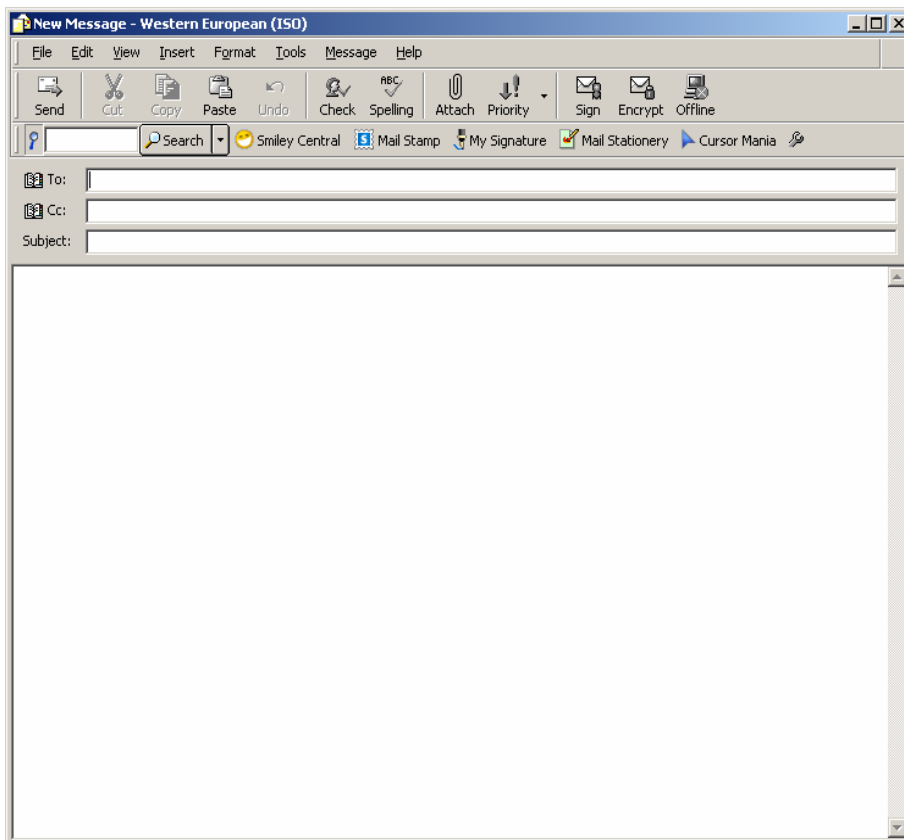 New Message - Western European (ISO)
File Edit View Insert Format Tools Message Help
ABC
Send Cut Copy Paste Undo Check Spelling Attach Priority Sign Encrypt Offline
Search Smiley Central Mail Stamp My Signature Mail Stationery Cursor Mania
To:
Cc:
Subject: